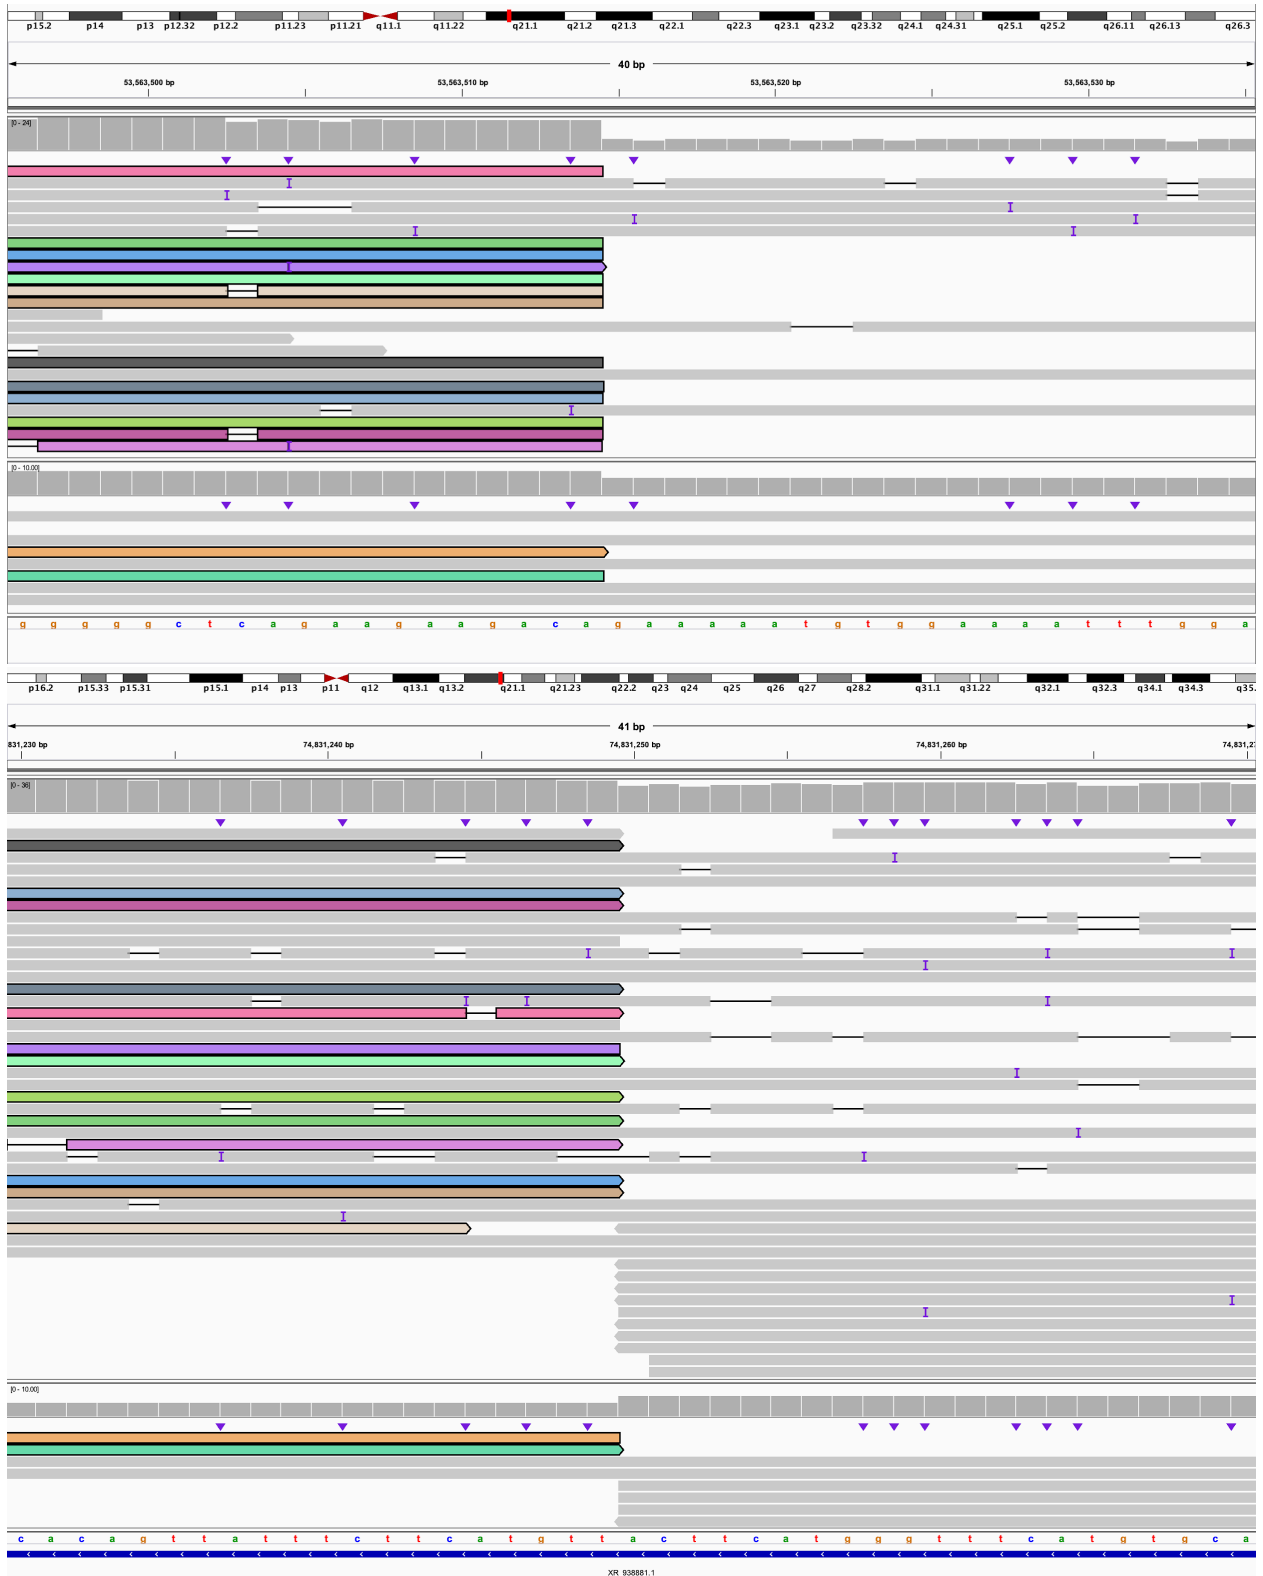 p15.2 p14 p13 p12.32 p12.2 p11.23 p11.21 q11.1 q11.22 q21.1 q21.2 q21.3 q22.1 q22.3 q23.1 q23.2 q23.32 q24.1 q24.31 q25.1 q25.2 q26.11 q26.13 q26.3
40 bp
53,563,500 bp 53,563,510 bp 53,563,520 bp 53,563,530 bp
[0 - 24]
[0 - 10.00]
g g g g g c t c a g a a g a a g a c a g a a a a a t g t g g a a a a t t t g g a
p16.2 p15.33 p15.31 p15.1 p14 p13 p11 q12 q13.1 q13.2 q21.1 q21.23 q22.2 q23 q24 q25 q26 q27 q28.2 q31.1 q31.22 q32.1 q32.3 q34.1 q34.3 q35.
41 bp
831,230 bp 74,831,240 bp 74,831,250 bp 74,831,260 bp 74,831,27
[0 - 36]
[0 - 10.00]
c a c a g t t a t t t c t t c a t g t t a c t t c a t g g g t t t c a t g t g c a
XR_938881.1